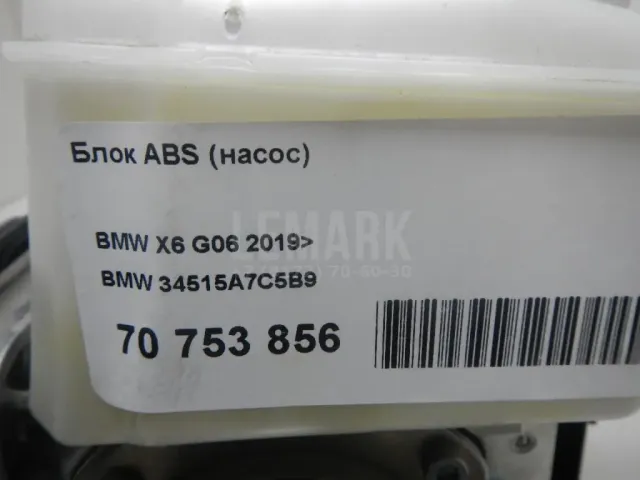 Блок ABS (насос)
LEMARK
BMW X6 G06 2019>
BMW 34515A7C5B9
70 753 856